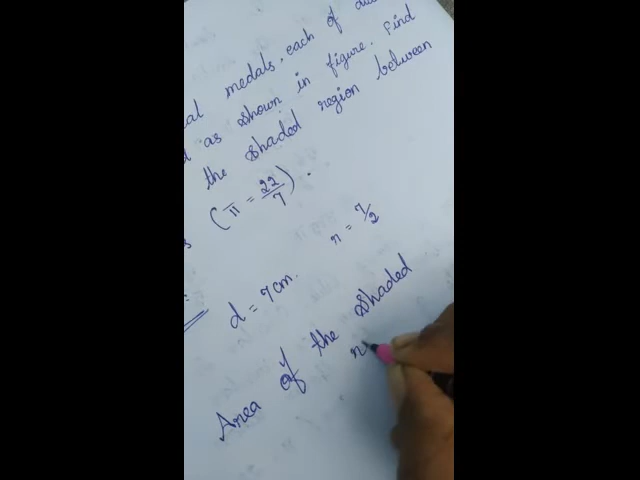 medals, each of
as shown in figure. Find
the shaded region between
(π = 22/7).
r = 7/2
d = 7cm.
Area of the shaded